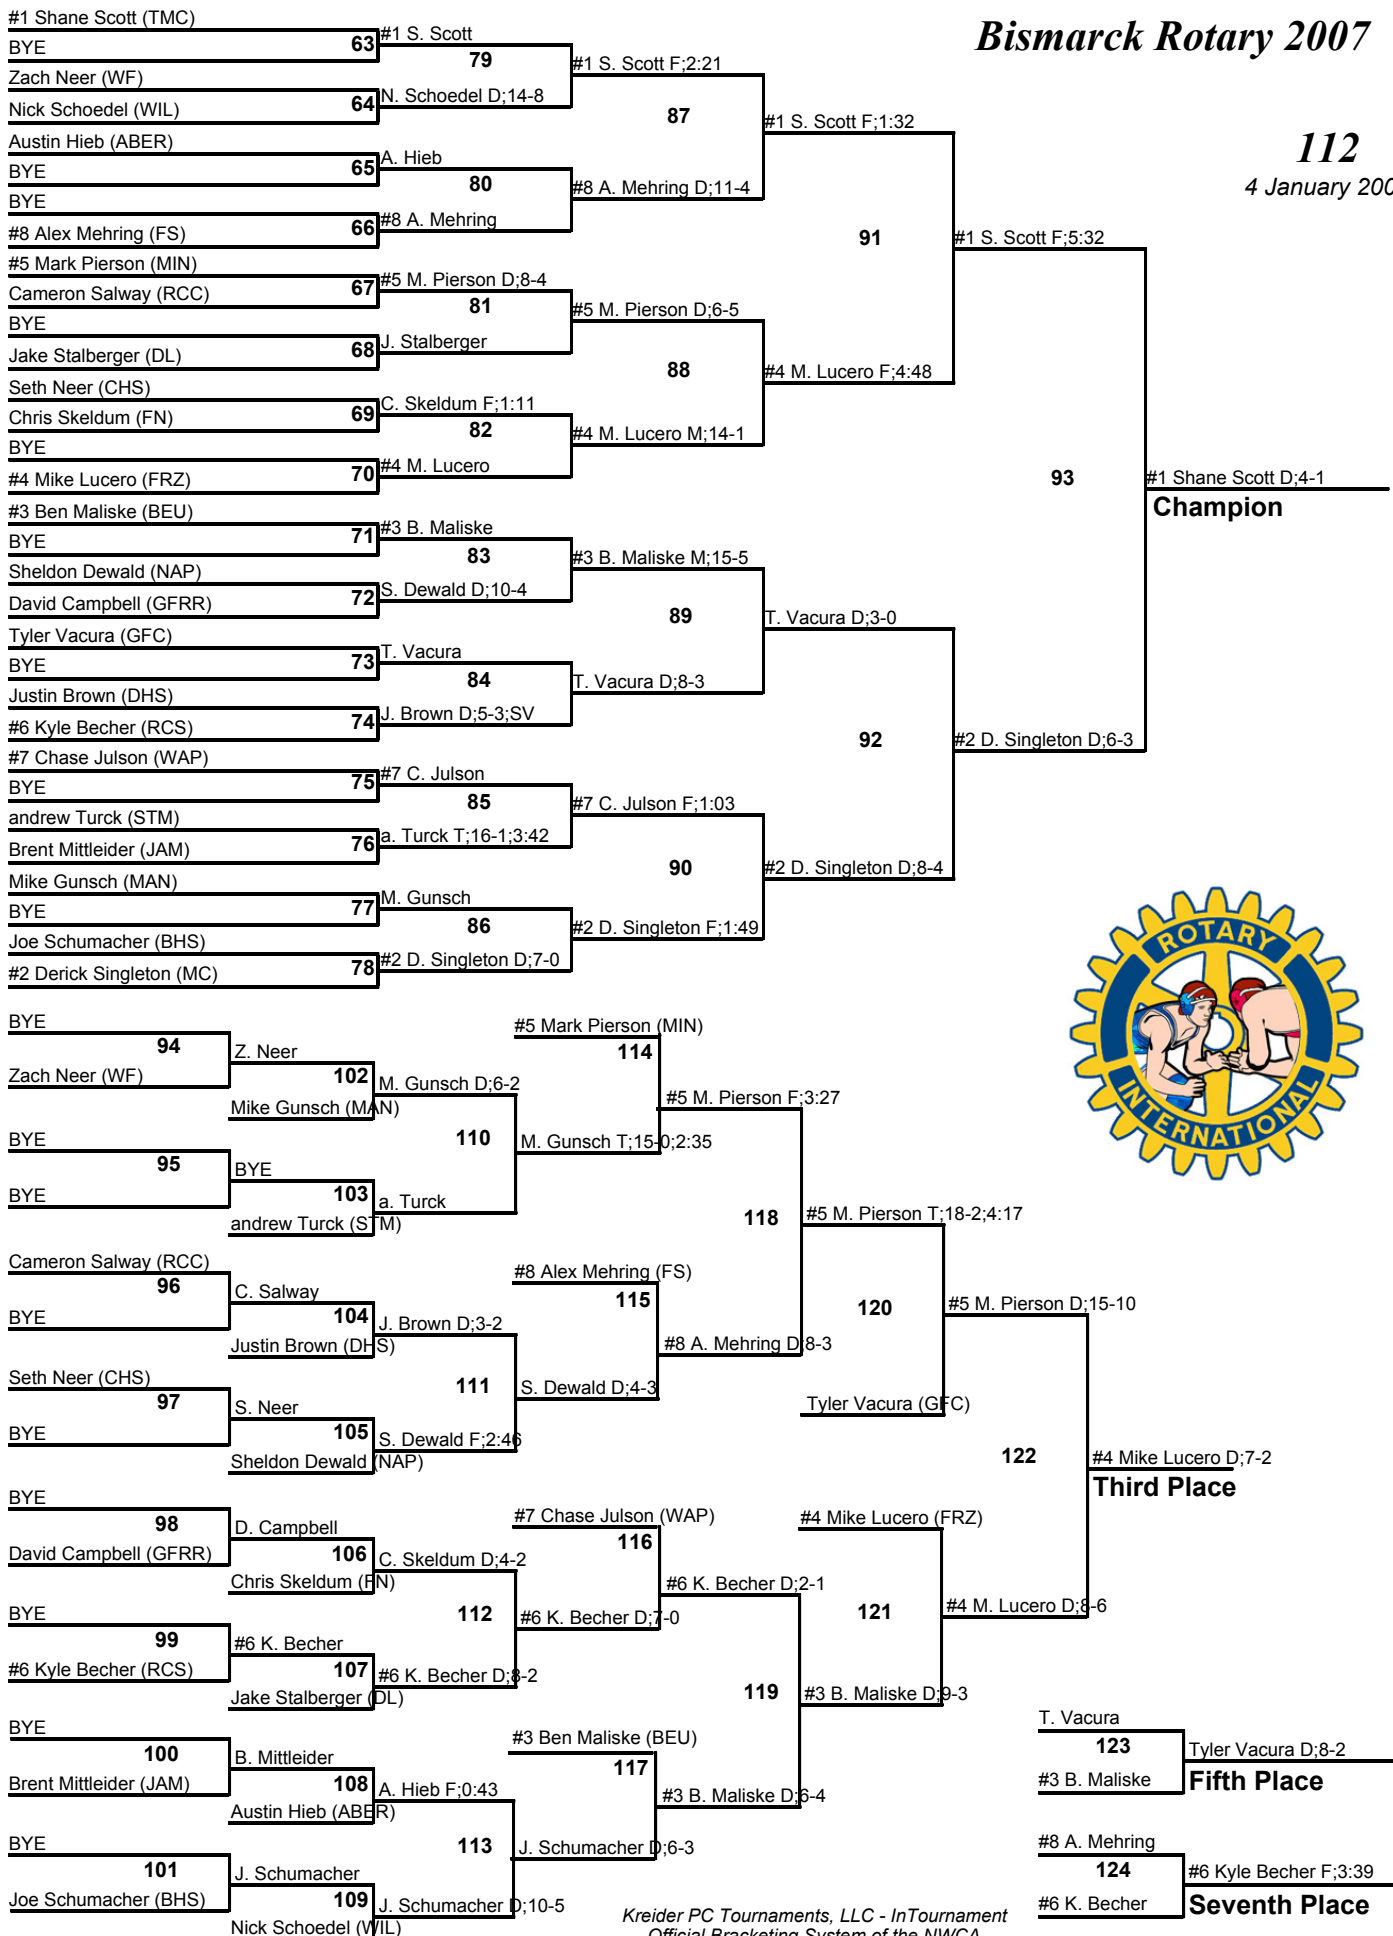 Bismarck Rotary 2007
112
4 January 200
#1 Shane Scott (TMC)
BYE
Zach Neer (WF)
Nick Schoedel (WIL)
Austin Hieb (ABER)
BYE
BYE
#8 Alex Mehring (FS)
#5 Mark Pierson (MIN)
Cameron Salway (RCC)
BYE
Jake Stalberger (DL)
Seth Neer (CHS)
Chris Skeldum (FN)
BYE
#4 Mike Lucero (FRZ)
#3 Ben Maliske (BEU)
BYE
Sheldon Dewald (NAP)
David Campbell (GFRR)
Tyler Vacura (GFC)
BYE
Justin Brown (DHS)
#6 Kyle Becher (RCS)
#7 Chase Julson (WAP)
BYE
andrew Turck (STM)
Brent Mittleider (JAM)
Mike Gunsch (MAN)
BYE
Joe Schumacher (BHS)
#2 Derick Singleton (MC)
63
64
65
66
67
68
69
70
71
72
73
74
75
76
77
78
#1 S. Scott
79
N. Schoedel D;14-8
A. Hieb
80
#8 A. Mehring
#5 M. Pierson D;8-4
81
J. Stalberger
C. Skeldum F;1:11
82
#4 M. Lucero
#3 B. Maliske
83
S. Dewald D;10-4
T. Vacura
84
J. Brown D;5-3;SV
#7 C. Julson
85
a. Turck T;16-1;3:42
M. Gunsch
86
#2 D. Singleton D;7-0
#1 S. Scott F;2:21
87
#8 A. Mehring D;11-4
#5 M. Pierson D;6-5
88
#4 M. Lucero M;14-1
#3 B. Maliske M;15-5
89
T. Vacura D;8-3
#7 C. Julson F;1:03
90
#2 D. Singleton F;1:49
#1 S. Scott F;1:32
91
#4 M. Lucero F;4:48
T. Vacura D;3-0
92
#2 D. Singleton D;8-4
#1 S. Scott F;5:32
93
#2 D. Singleton D;6-3
#1 Shane Scott D;4-1
Champion
ROTARY
INTERNATIONAL
BYE
94
Zach Neer (WF)
BYE
95
BYE
Cameron Salway (RCC)
96
BYE
Seth Neer (CHS)
97
BYE
BYE
98
David Campbell (GFRR)
BYE
99
#6 Kyle Becher (RCS)
BYE
100
Brent Mittleider (JAM)
BYE
101
Joe Schumacher (BHS)
Z. Neer
102
Mike Gunsch (MAN)
BYE
103
andrew Turck (STM)
C. Salway
104
Justin Brown (DHS)
S. Neer
105
Sheldon Dewald (NAP)
D. Campbell
106
Chris Skeldum (FN)
#6 K. Becher
107
Jake Stalberger (DL)
B. Mittleider
108
Austin Hieb (ABER)
J. Schumacher
109
Nick Schoedel (WIL)
M. Gunsch D;6-2
110
a. Turck
J. Brown D;3-2
111
S. Dewald F;2:46
C. Skeldum D;4-2
112
#6 K. Becher D;8-2
A. Hieb F;0:43
113
J. Schumacher D;10-5
#5 Mark Pierson (MIN)
114
M. Gunsch T;15-0;2:35
#8 Alex Mehring (FS)
115
S. Dewald D;4-3
#7 Chase Julson (WAP)
116
#6 K. Becher D;7-0
#3 Ben Maliske (BEU)
117
J. Schumacher D;6-3
#5 M. Pierson F;3:27
118
#8 A. Mehring D;8-3
#6 K. Becher D;2-1
119
#3 B. Maliske D;6-4
#5 M. Pierson T;18-2;4:17
120
Tyler Vacura (GFC)
#4 Mike Lucero (FRZ)
121
#3 B. Maliske D;9-3
#5 M. Pierson D;15-10
122
#4 M. Lucero D;8-6
#4 Mike Lucero D;7-2
Third Place
T. Vacura
123
#3 B. Maliske
Tyler Vacura D;8-2
Fifth Place
#8 A. Mehring
124
#6 K. Becher
#6 Kyle Becher F;3:39
Seventh Place
Kreider PC Tournaments, LLC - InTournament
Official Bracketing System of the NWCA